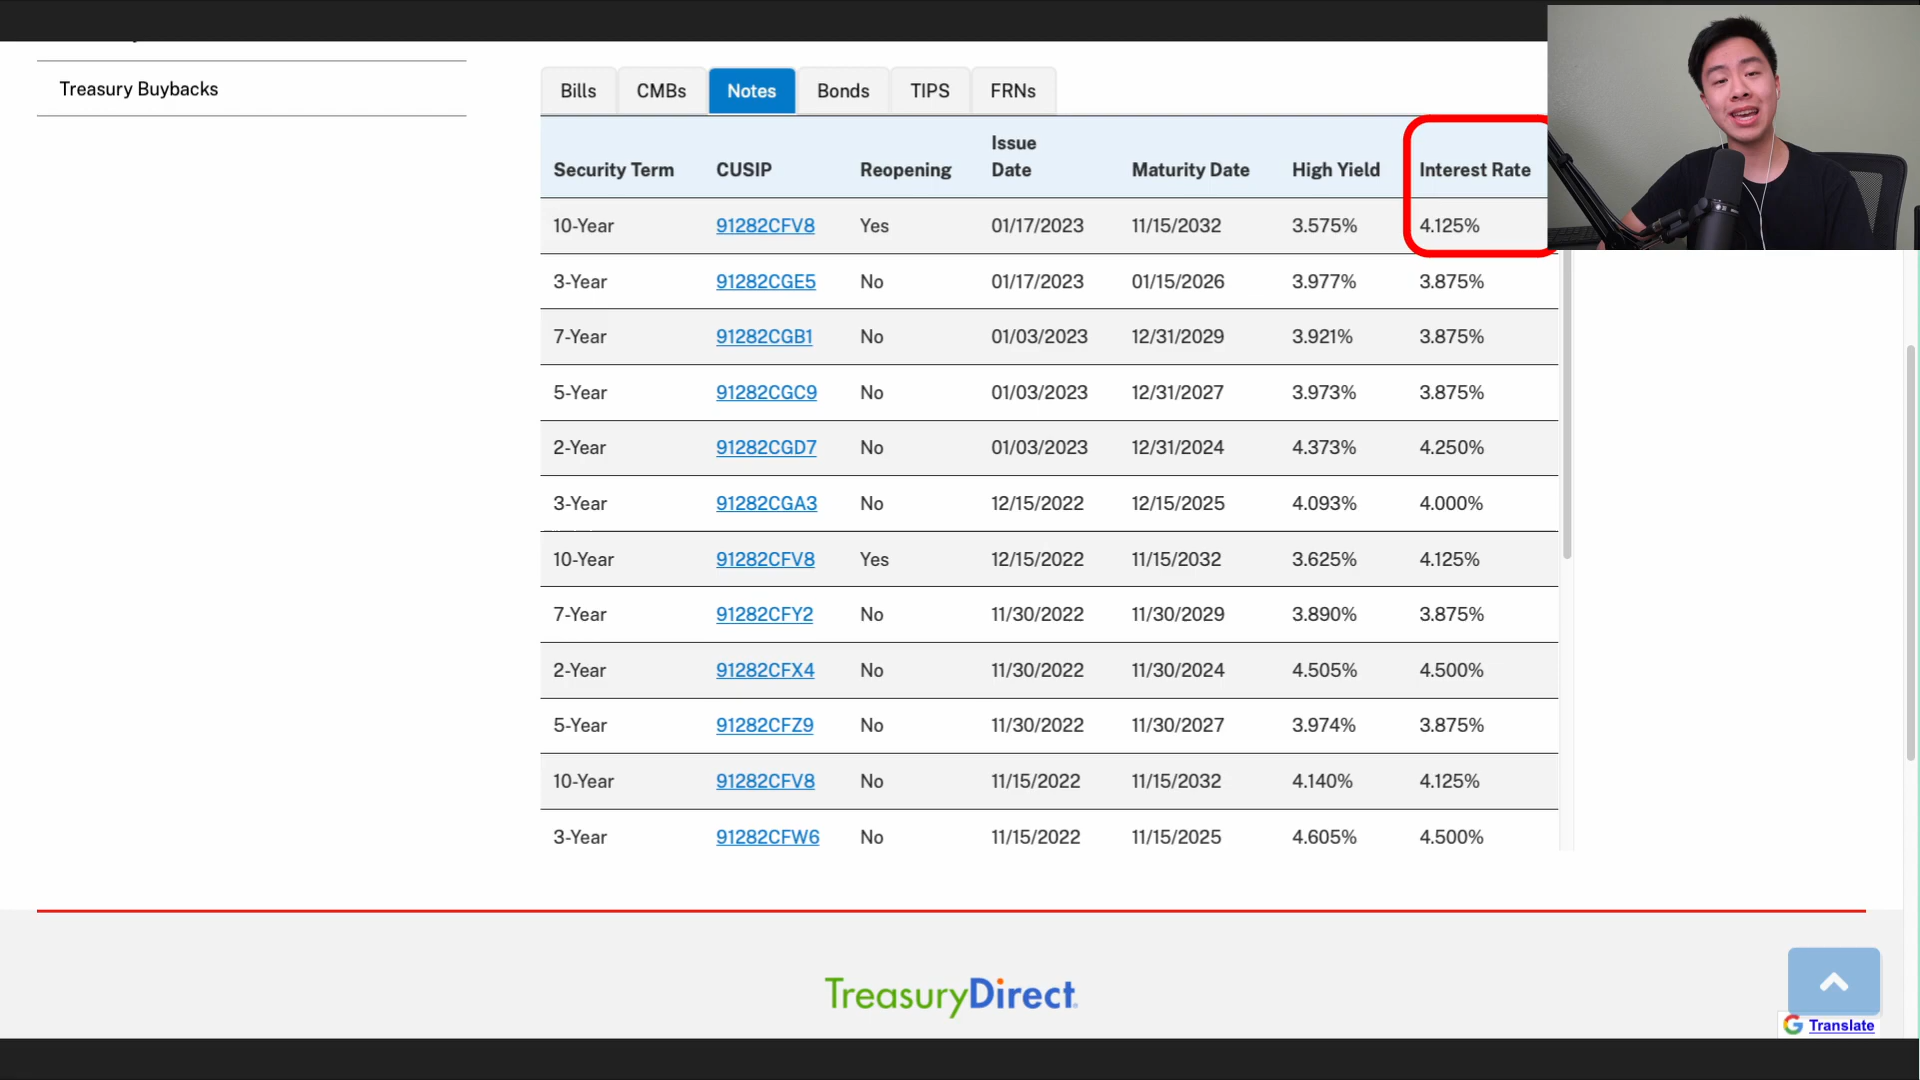 Treasury Buybacks
Bills CMBs Notes Bonds TIPS FRNs
Security Term CUSIP Reopening Issue Date Maturity Date High Yield Interest Rate
10-Year 91282CFV8 Yes 01/17/2023 11/15/2032 3.575% 4.125%
3-Year 91282CGE5 No 01/17/2023 01/15/2026 3.977% 3.875%
7-Year 91282CGB1 No 01/03/2023 12/31/2029 3.921% 3.875%
5-Year 91282CGC9 No 01/03/2023 12/31/2027 3.973% 3.875%
2-Year 91282CGD7 No 01/03/2023 12/31/2024 4.373% 4.250%
3-Year 91282CGA3 No 12/15/2022 12/15/2025 4.093% 4.000%
10-Year 91282CFV8 Yes 12/15/2022 11/15/2032 3.625% 4.125%
7-Year 91282CFY2 No 11/30/2022 11/30/2029 3.890% 3.875%
2-Year 91282CFX4 No 11/30/2022 11/30/2024 4.505% 4.500%
5-Year 91282CFZ9 No 11/30/2022 11/30/2027 3.974% 3.875%
10-Year 91282CFV8 No 11/15/2022 11/15/2032 4.140% 4.125%
3-Year 91282CFW6 No 11/15/2022 11/15/2025 4.605% 4.500%
TreasuryDirect
G Translate